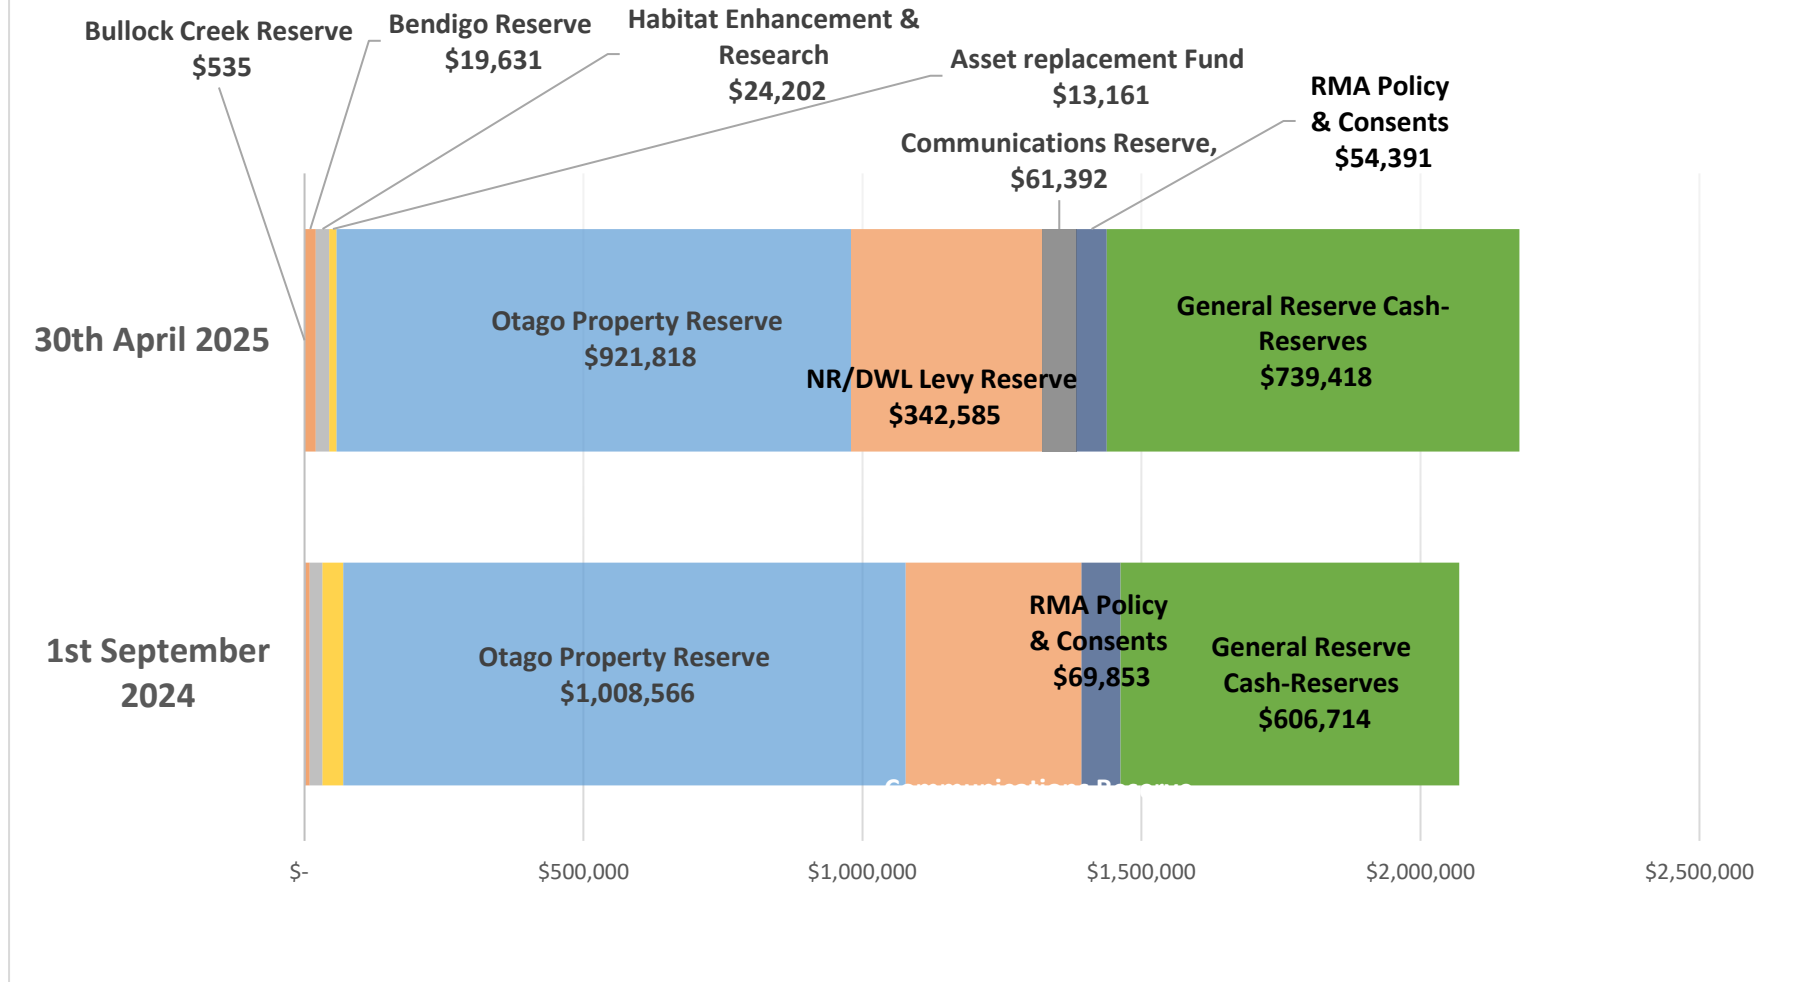 Bullock Creek Reserve
$535
Bendigo Reserve
$19,631
Habitat Enhancement &
Research
$24,202
Asset replacement Fund
$13,161
Communications Reserve,
$61,392
RMA Policy
& Consents
$54,391
30th April 2025
Otago Property Reserve
$921,818
NR/DWL Levy Reserve
$342,585
General Reserve Cash-
Reserves
$739,418
1st September
2024
Otago Property Reserve
$1,008,566
RMA Policy
& Consents
$69,853
General Reserve
Cash-Reserves
$606,714
Communications Reserve
$-
$500,000
$1,000,000
$1,500,000
$2,000,000
$2,500,000